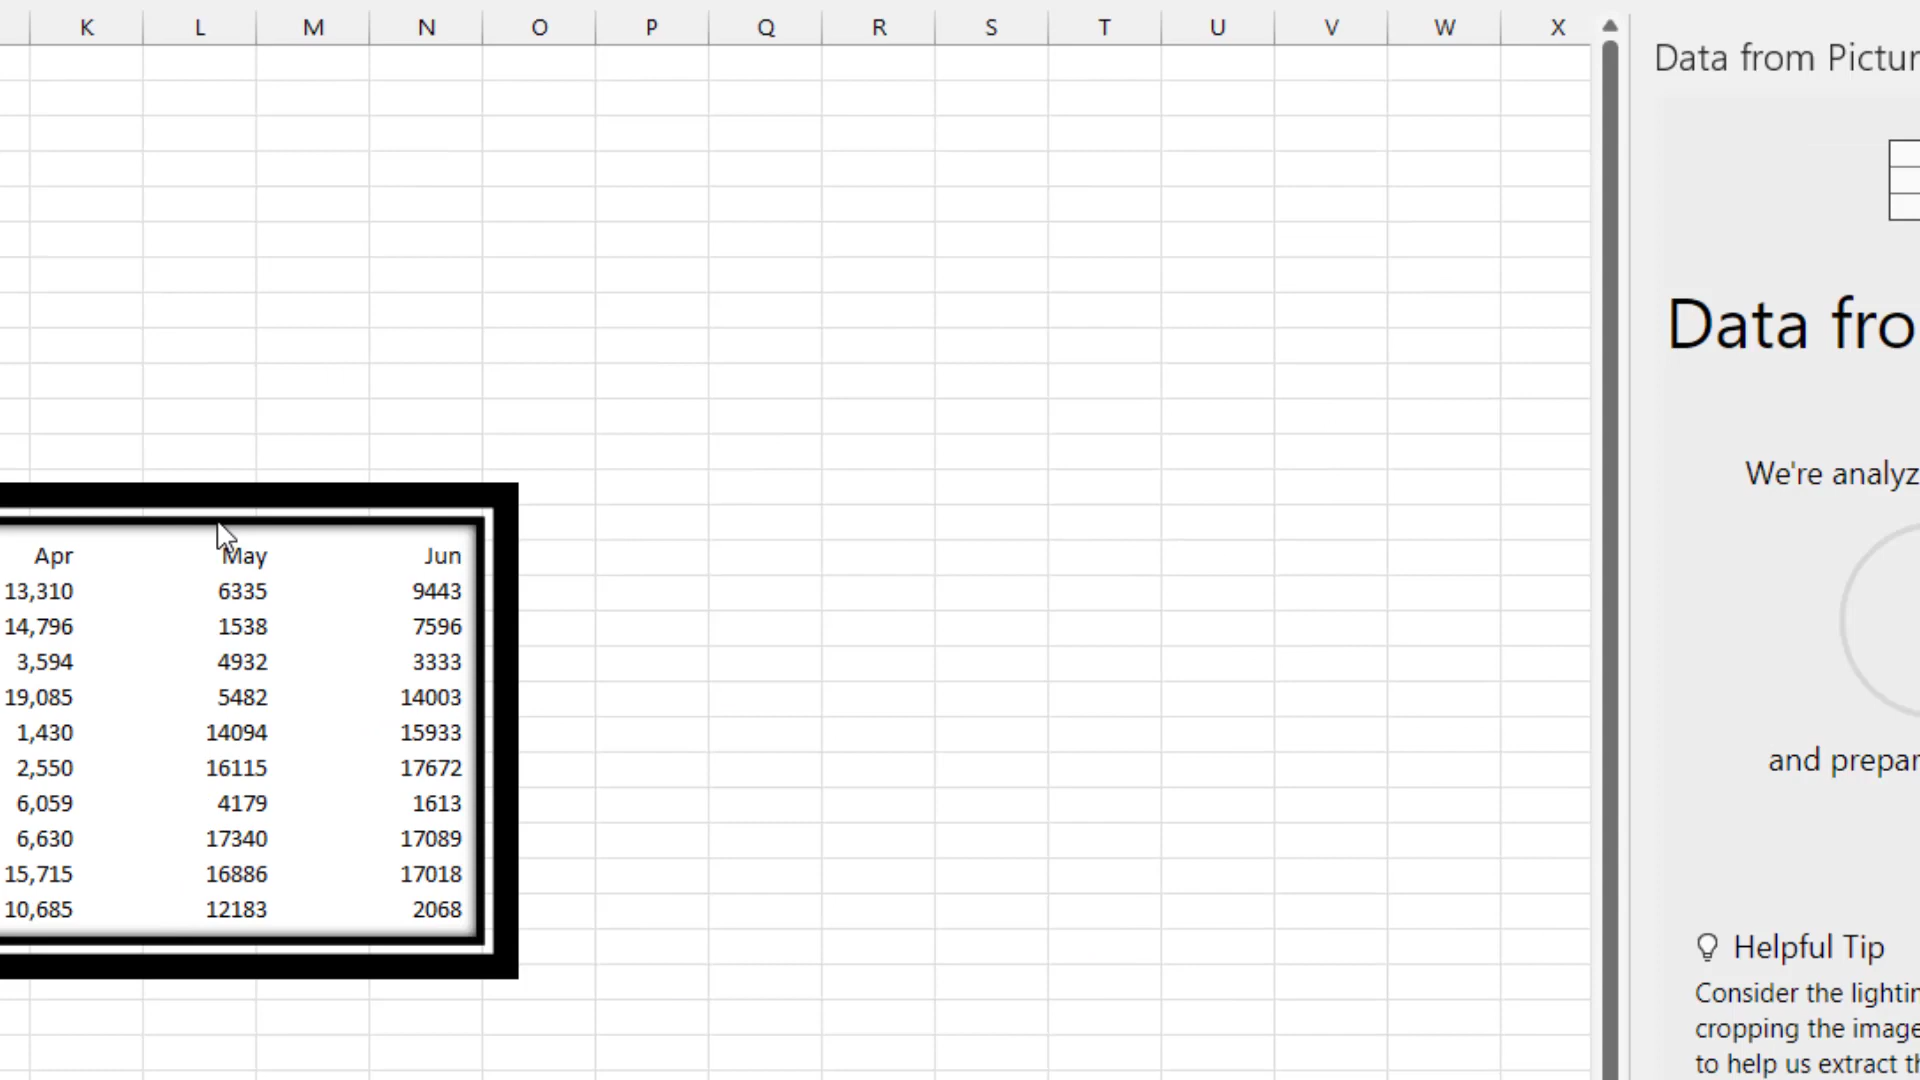 K L M N O P Q R S T U V W X
Data from Pictur
Data fro
We're analyz
Apr May Jun
13,310 6335 9443
14,796 1538 7596
3,594 4932 3333
19,085 5482 14003
1,430 14094 15933
2,550 16115 17672
6,059 4179 1613
6,630 17340 17089
15,715 16886 17018
10,685 12183 2068
and prepar
Helpful Tip
Consider the lightin
cropping the image
to help us extract th